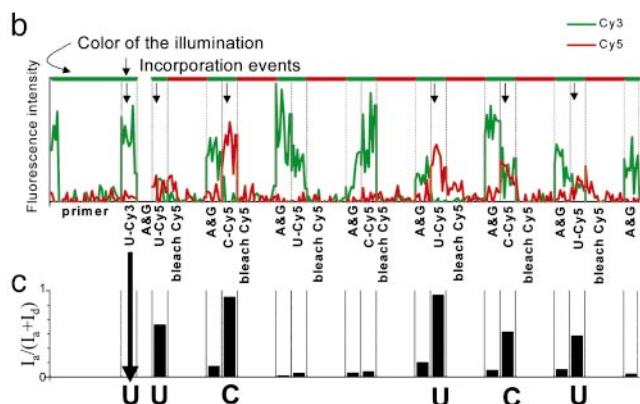 b
Cy3
Cy5
Color of the illumination
Incorporation events
Fluorescence intensity
primer
U-Cy3
A&G
U-Cy5
bleach Cy5
A&G
C-Cy5
bleach Cy5
A&G
U-Cy5
bleach Cy5
A&G
C-Cy5
bleach Cy5
A&G
U-Cy5
bleach Cy5
A&G
C-Cy5
bleach Cy5
A&G
U-Cy5
bleach Cy5
A&G
c
1
Ia/(Ia+Id)
0
U U C U C U